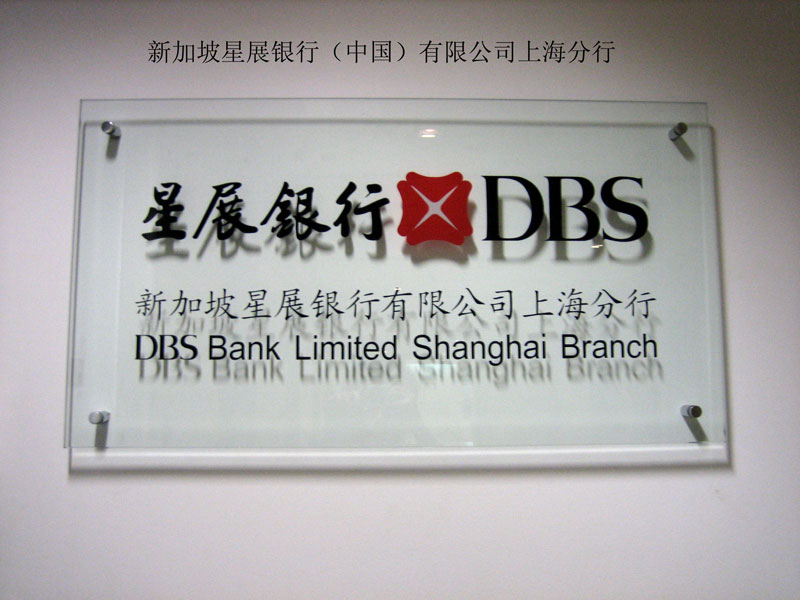 新加坡星展银行（中国）有限公司上海分行
星展銀行 DBS
新加坡星展银行有限公司上海分行
DBS Bank Limited Shanghai Branch